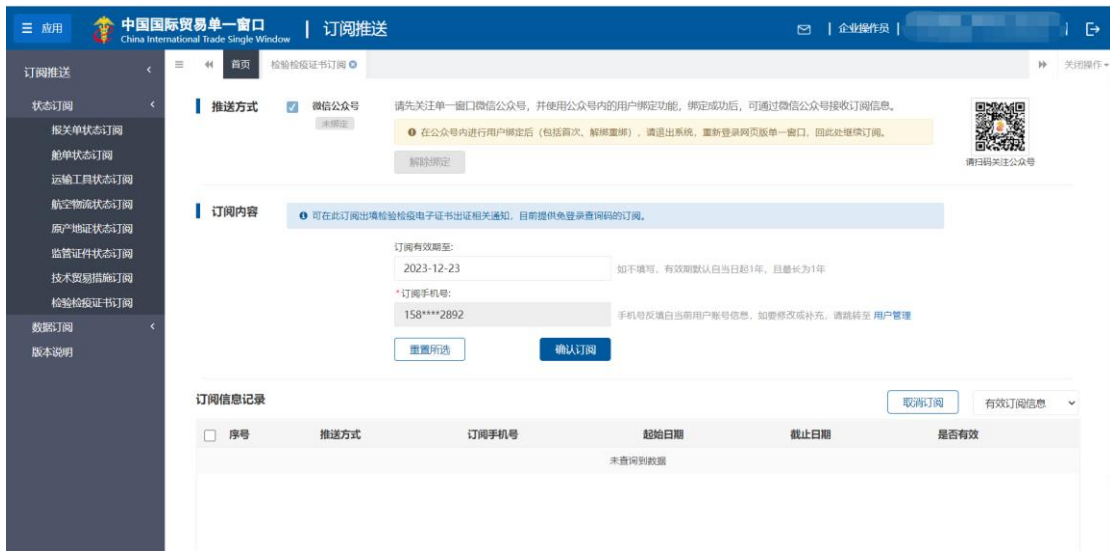 应用
中国国际贸易单一窗口
China International Trade Single Window
订阅推送
企业操作员
订阅推送
状态订阅
报关单状态订阅
舱单状态订阅
运输工具状态订阅
航空物流状态订阅
原产地证状态订阅
监管证件状态订阅
技术贸易措施订阅
检验检疫证书订阅
数据订阅
版本说明
首页
检验检疫证书订阅
关闭操作
推送方式
微信公众号
未绑定
请先关注单一窗口微信公众号，并使用公众号内的用户绑定功能，绑定成功后，可通过微信公众号接收订阅信息。
在公众号内进行用户绑定后（包括首次、解绑重绑），请退出系统，重新登录网页版单一窗口，回此处继续订阅。
解除绑定
请扫码关注公众号
订阅内容
可在此订阅出境检验检疫电子证书出证相关通知，目前提供免登录查询码的订阅。
订阅有效期至:
2023-12-23
如不填写，有效期默认自当日起1年，且最长为1年
*订阅手机号:
158****2892
手机号反填自当前用户账号信息，如要修改或补充，请跳转至 用户管理
重置所选
确认订阅
订阅信息记录
取消订阅
有效订阅信息
序号 推送方式 订阅手机号 起始日期 截止日期 是否有效
未查询到数据